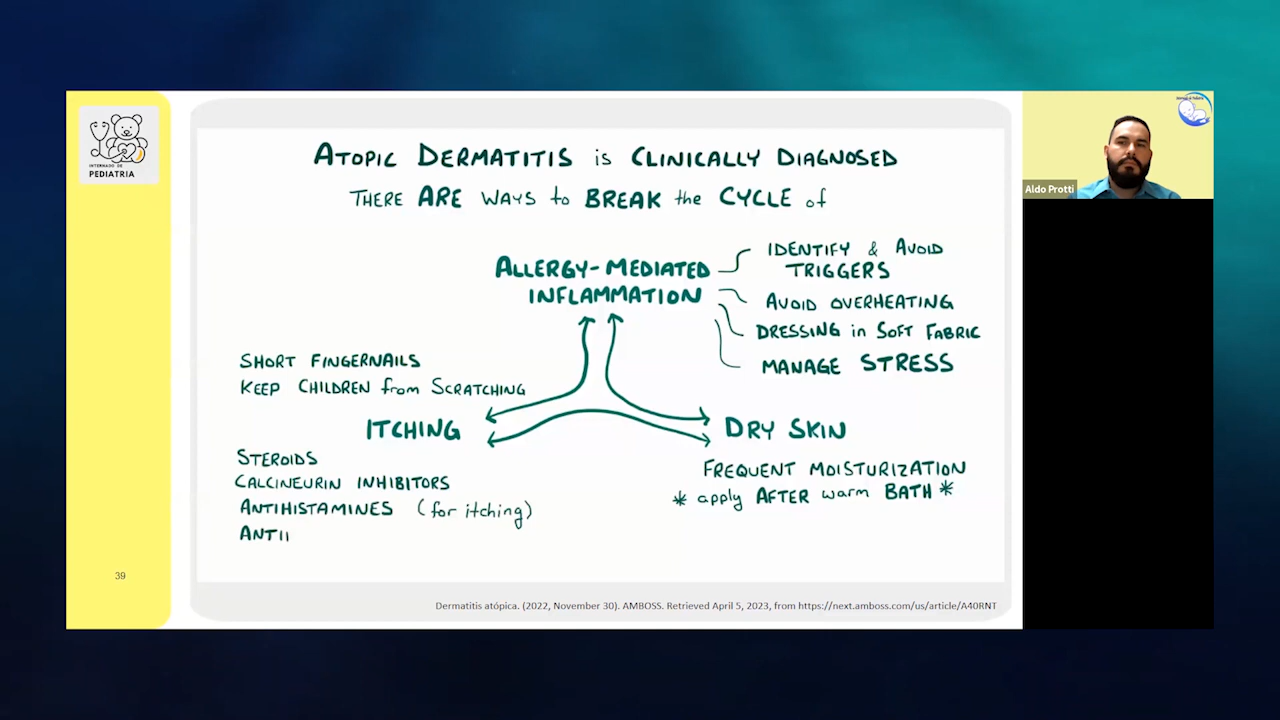 INTERNADO DE
PEDIATRIA
ATOPIC DERMATITIS is CLINICALLY DIAGNOSED
THERE ARE WAYS to BREAK the CYCLE of
ALLERGY-MEDIATED
INFLAMMATION
IDENTIFY & AVOID
TRIGGERS
AVOID OVERHEATING
DRESSING in SOFT FABRIC
MANAGE STRESS
SHORT FINGERNAILS
KEEP CHILDREN from SCRATCHING
ITCHING
STEROIDS
CALCINEURIN INHIBITORS
ANTIHISTAMINES (for itching)
ANTI
DRY SKIN
FREQUENT MOISTURIZATION
* apply AFTER warm BATH *
39
Dermatitis atópica. (2022, November 30). AMBOSS. Retrieved April 5, 2023, from https://next.amboss.com/us/article/A40RNT
Aldo Protti